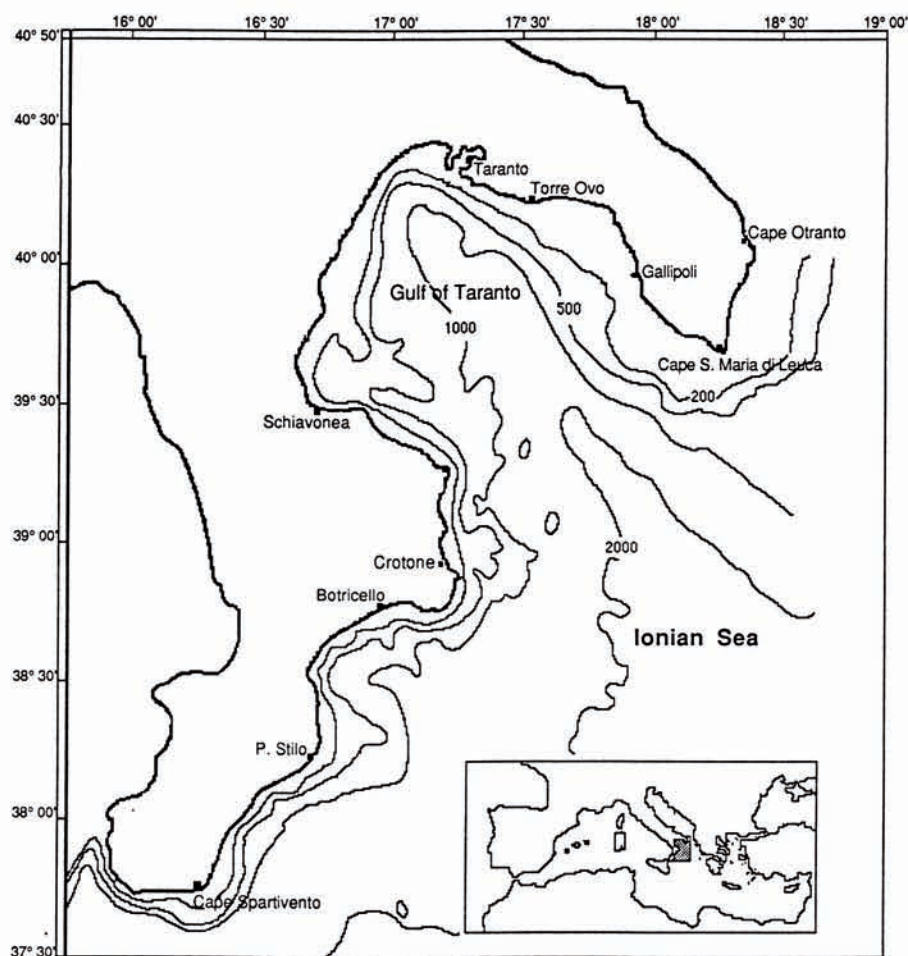 16° 00' 16° 30' 17° 00' 17° 30' 18° 00' 18° 30' 19° 00'
40° 50'
40° 30'
40° 00'
39° 30'
39° 00'
38° 30'
38° 00'
37° 30'
Taranto
Torre Ovo
Cape Otranto
Gallipoli
Gulf of Taranto
500
1000
Cape S. Maria di Leuca
200
Schiavonea
2000
Crotone
Botricello
Ionian Sea
P. Stilo
Cape Spartivento